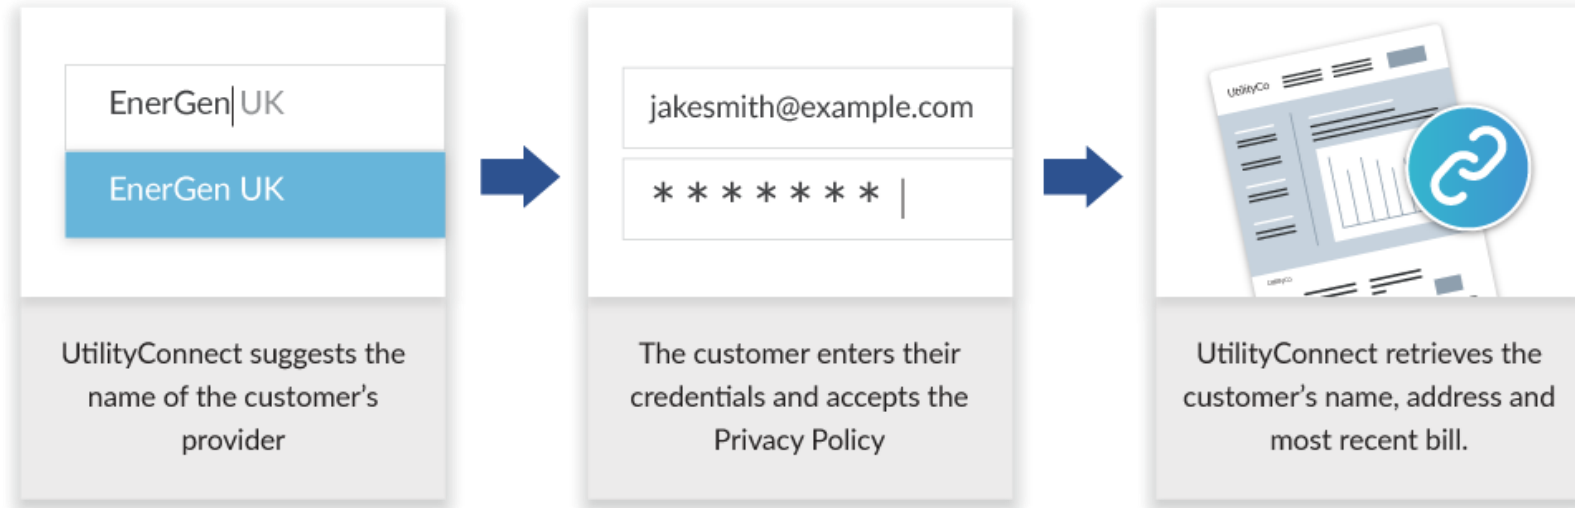 EnerGen UK
EnerGen UK
UtilityConnect suggests the
name of the customer's
provider
jakesmith@example.com
* * * * * * *
The customer enters their
credentials and accepts the
Privacy Policy
UtilityCo
UtilityCo
UtilityConnect retrieves the
customer's name, address and
most recent bill.